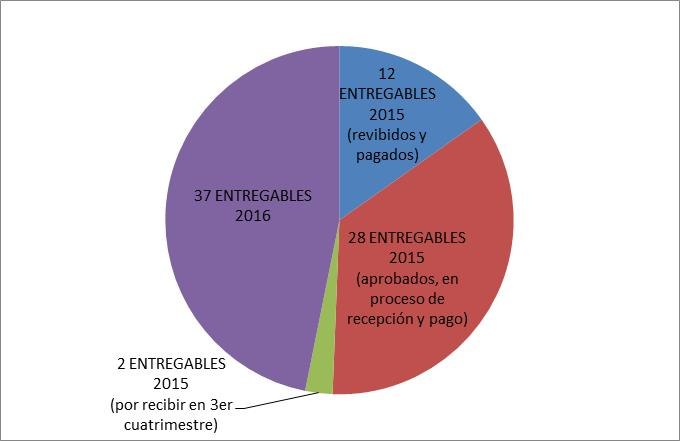 12
ENTREGABLES
2015
(revibidos y
pagados)
37 ENTREGABLES
2016
28 ENTREGABLES
2015
(aprobados, en
proceso de
recepción y pago)
2 ENTREGABLES
2015
(por recibir en 3er
cuatrimestre)